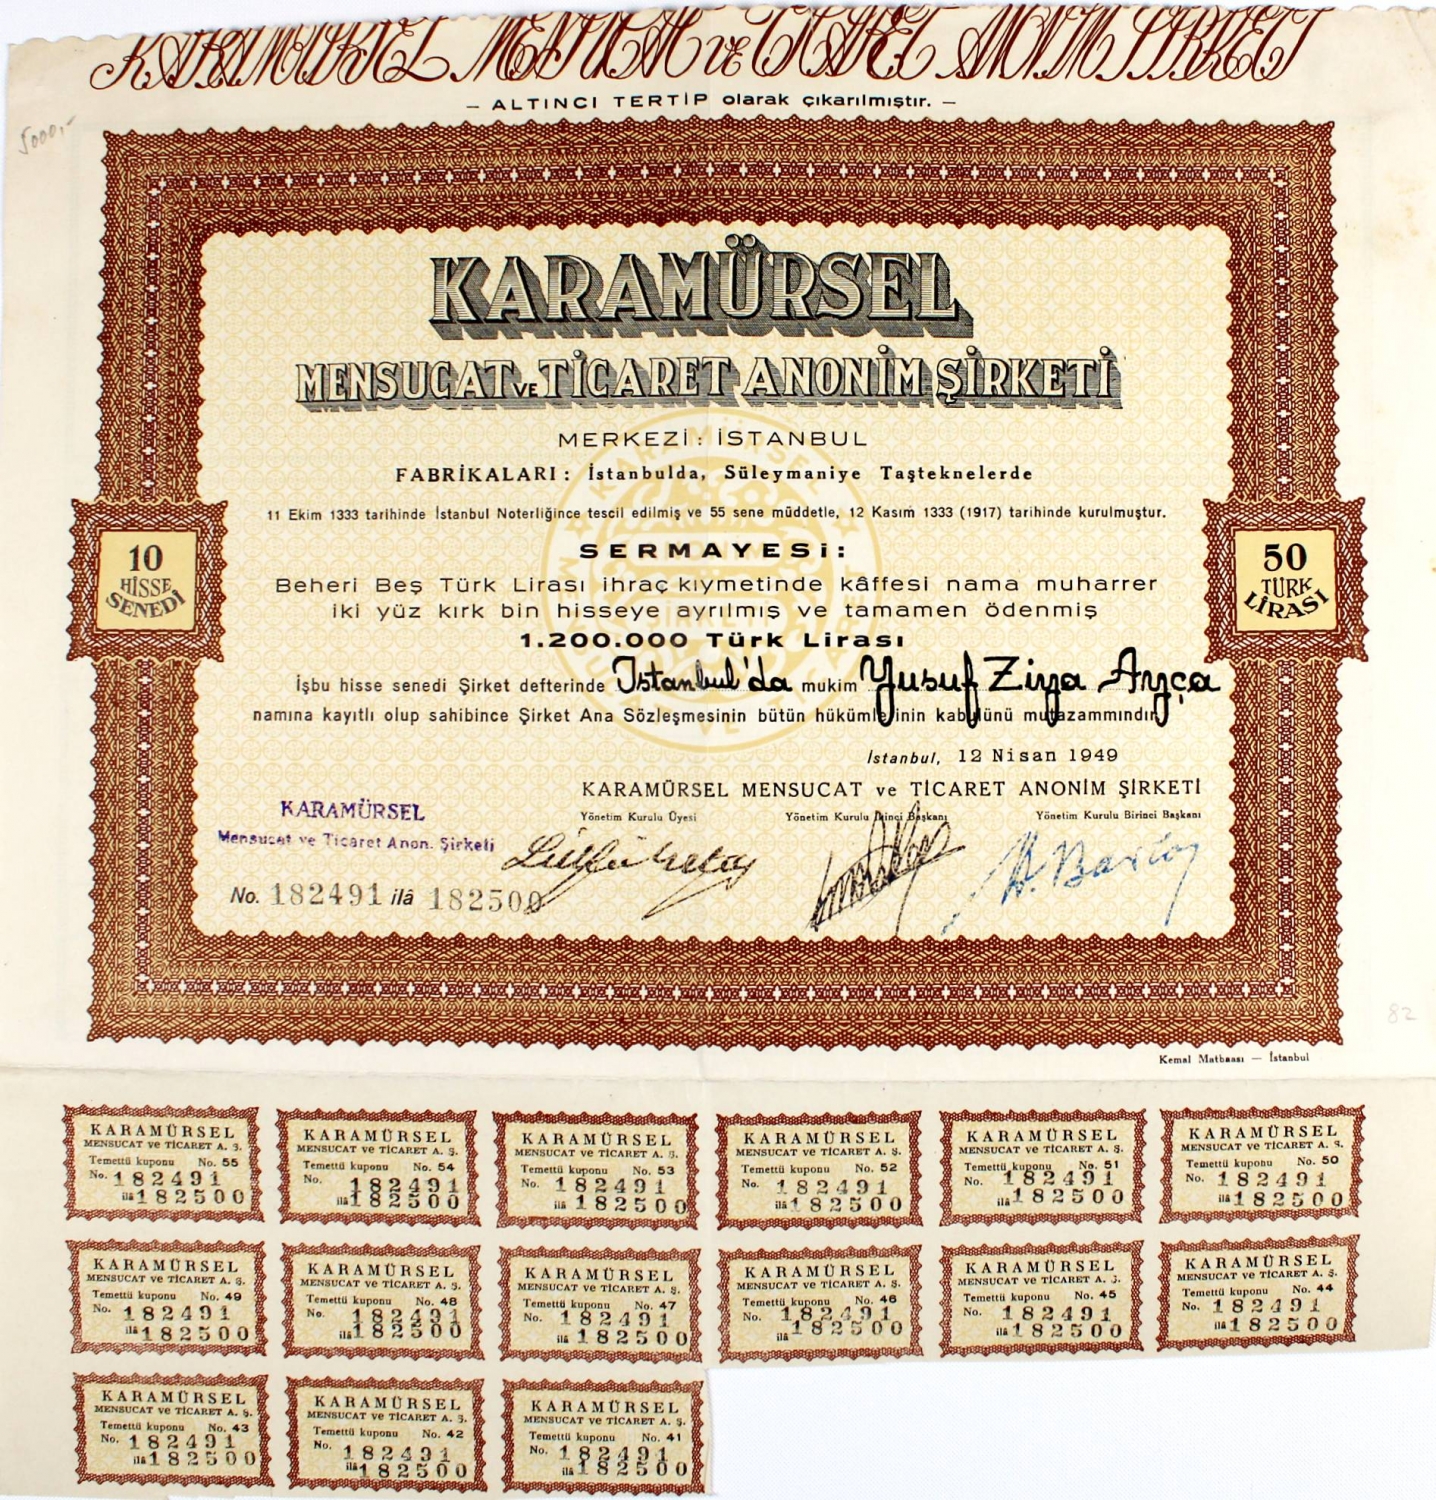 KARAMÜRSEL MENSUCAT ve TİCARET ANONİM ŞİRKETİ
— ALTINCI TERTİP olarak çıkarılmıştır. —
5000,-
KARAMÜRSEL
MENSUCAT VE TİCARET ANONİM ŞİRKETİ
MERKEZİ: İSTANBUL
FABRİKALARI: İstanbulda, Süleymaniye Taşteknelerde
11 Ekim 1333 tarihinde İstanbul Noterliğince tescil edilmiş ve 55 sene müddetle, 12 Kasım 1333 (1917) tarihinde kurulmuştur.
10
HİSSE
SENEDİ
50
TÜRK
LİRASI
SERMAYESİ:
Beheri Beş Türk Lirası ihraç kıymetinde kâffesi nama muharrer
iki yüz kırk bin hisseye ayrılmış ve tamamen ödenmiş
1.200.000 Türk Lirası
İşbu hisse senedi Şirket defterinde İstanbul'da mukim Yusuf Ziya Ayça
namına kayıtlı olup sahibince Şirket Ana Sözleşmesinin bütün hükümlerinin kabulünü mutazammındır.
İstanbul, 12 Nisan 1949
KARAMÜRSEL MENSUCAT ve TİCARET ANONİM ŞİRKETİ
Yönetim Kurulu Üyesi Yönetim Kurulu İkinci Başkanı Yönetim Kurulu Birinci Başkanı
KARAMÜRSEL
Mensucat ve Ticaret Anon. Şirketi
No. 182491 ilâ 182500
82
Kemal Matbaası — İstanbul
KARAMÜRSEL
MENSUCAT ve TİCARET A. Ş.
Temettü kuponu No. 55
No. 182491
ilâ 182500
KARAMÜRSEL
MENSUCAT ve TİCARET A. Ş.
Temettü kuponu No. 54
No. 182491
ilâ 182500
KARAMÜRSEL
MENSUCAT ve TİCARET A. Ş.
Temettü kuponu No. 53
No. 182491
ilâ 182500
KARAMÜRSEL
MENSUCAT ve TİCARET A. Ş.
Temettü kuponu No. 52
No. 182491
ilâ 182500
KARAMÜRSEL
MENSUCAT ve TİCARET A. Ş.
Temettü kuponu No. 51
No. 182491
ilâ 182500
KARAMÜRSEL
MENSUCAT ve TİCARET A. Ş.
Temettü kuponu No. 50
No. 182491
ilâ 182500
KARAMÜRSEL
MENSUCAT ve TİCARET A. Ş.
Temettü kuponu No. 49
No. 182491
ilâ 182500
KARAMÜRSEL
MENSUCAT ve TİCARET A. Ş.
Temettü kuponu No. 48
No. 182491
ilâ 182500
KARAMÜRSEL
MENSUCAT ve TİCARET A. Ş.
Temettü kuponu No. 47
No. 182491
ilâ 182500
KARAMÜRSEL
MENSUCAT ve TİCARET A. Ş.
Temettü kuponu No. 46
No. 182491
ilâ 182500
KARAMÜRSEL
MENSUCAT ve TİCARET A. Ş.
Temettü kuponu No. 45
No. 182491
ilâ 182500
KARAMÜRSEL
MENSUCAT ve TİCARET A. Ş.
Temettü kuponu No. 44
No. 182491
ilâ 182500
KARAMÜRSEL
MENSUCAT ve TİCARET A. Ş.
Temettü kuponu No. 43
No. 182491
ilâ 182500
KARAMÜRSEL
MENSUCAT ve TİCARET A. Ş.
Temettü kuponu No. 42
No. 182491
ilâ 182500
KARAMÜRSEL
MENSUCAT ve TİCARET A. Ş.
Temettü kuponu No. 41
No. 182491
ilâ 182500